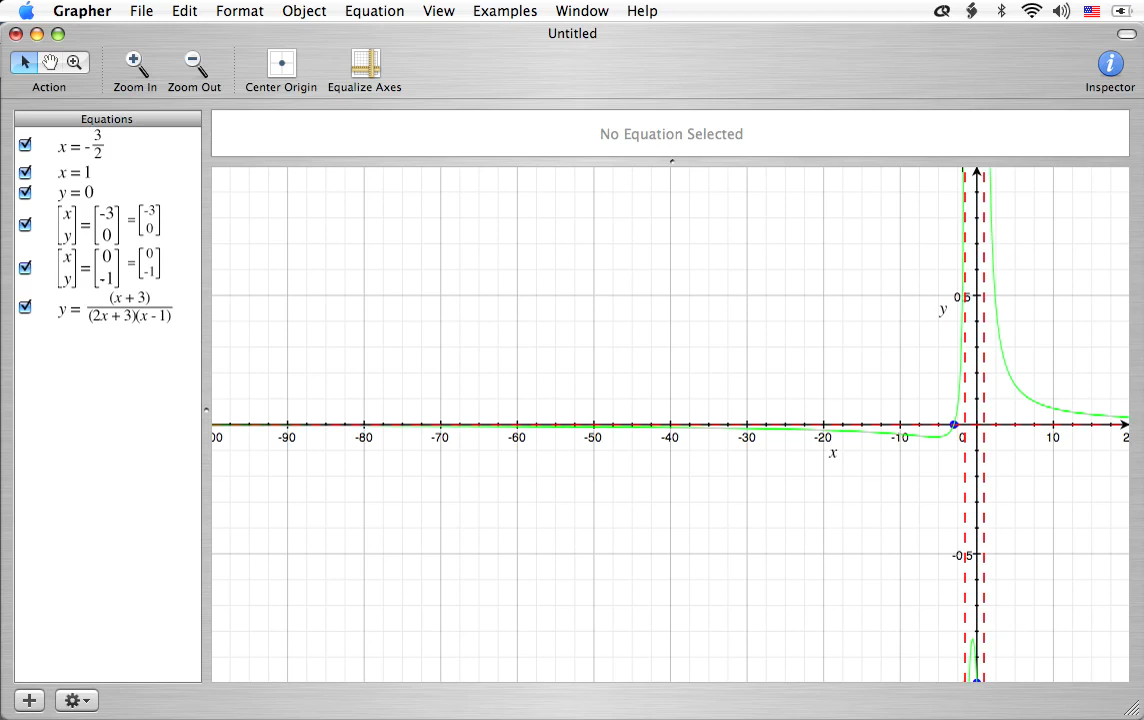 Grapher File Edit Format Object Equation View Examples Window Help
Untitled
Action Zoom In Zoom Out Center Origin Equalize Axes Inspector
Equations
No Equation Selected
x = -3/2
x = 1
y = 0
[x y] = [-3 0] = [-3 0]
[x y] = [0 -1] = [0 -1]
y = (x + 3)/(2x + 3)(x - 1)
0.5
y
00 -90 -80 -70 -60 -50 -40 -30 -20 -10 0 10 2
x
-0.5